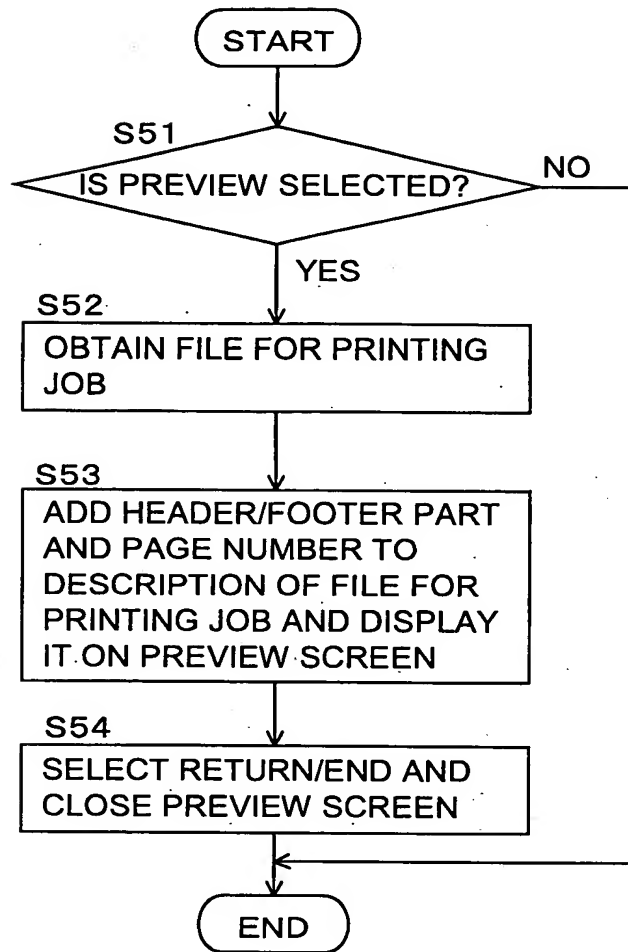 START
S51
IS PREVIEW SELECTED?
NO
YES
S52
OBTAIN FILE FOR PRINTING
JOB
S53
ADD HEADER/FOOTER PART
AND PAGE NUMBER TO
DESCRIPTION OF FILE FOR
PRINTING JOB AND DISPLAY
IT ON PREVIEW SCREEN
S54
SELECT RETURN/END AND
CLOSE PREVIEW SCREEN
END